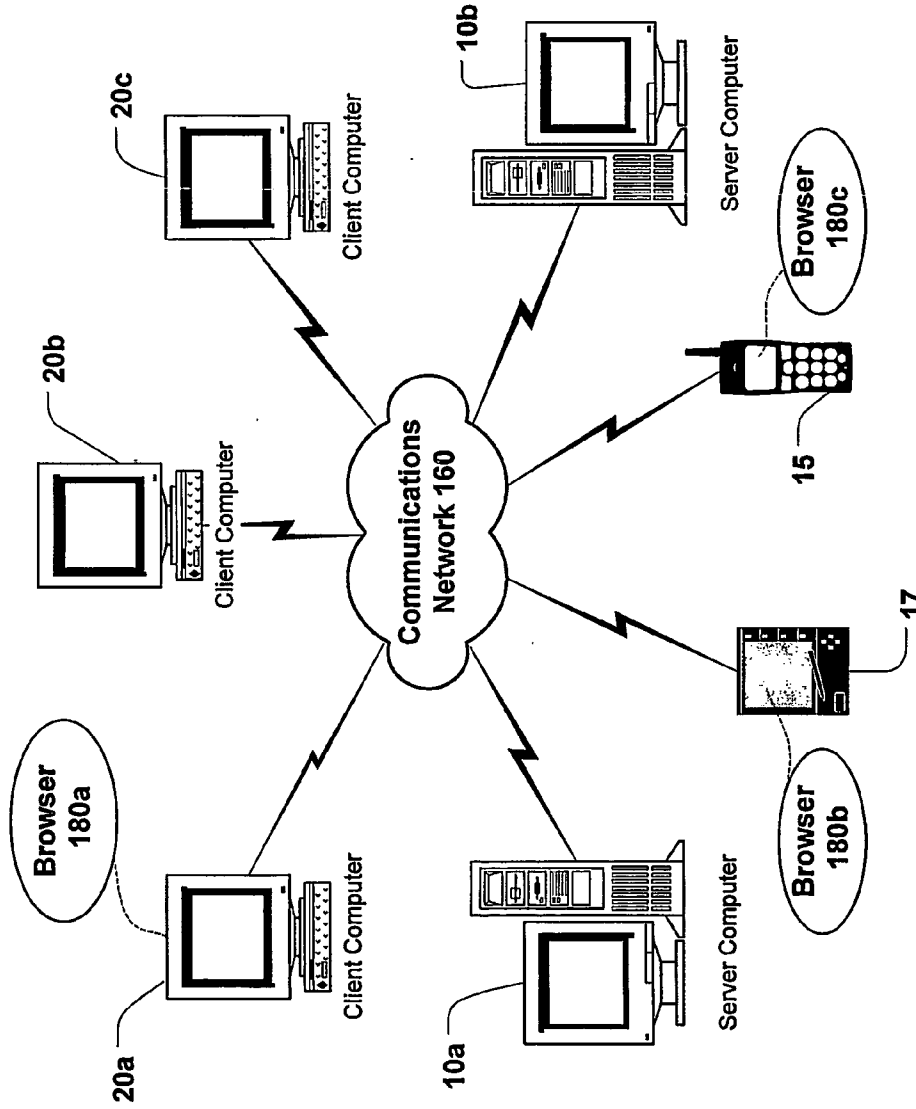 Browser
180a
20a
Client Computer
20b
Client Computer
20c
Client Computer
Communications
Network 160
10a
Server Computer
Browser
180b
17
15
Browser
180c
10b
Server Computer